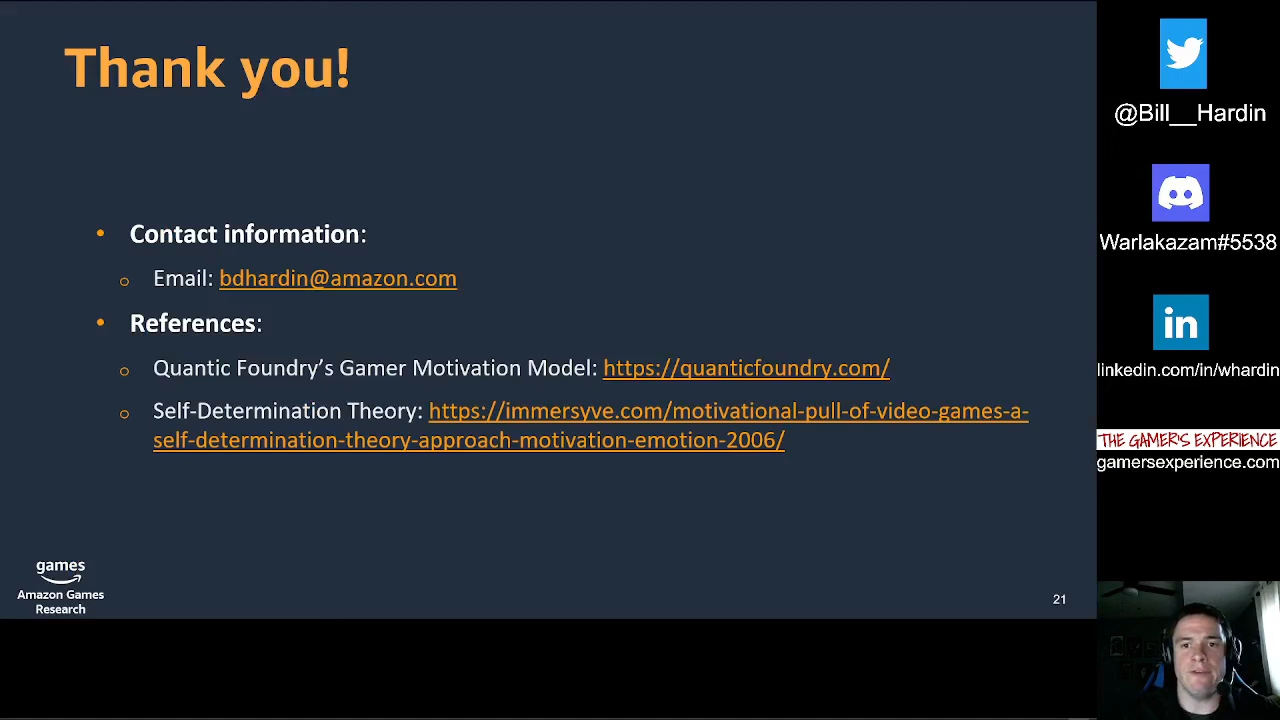 Thank you!
• Contact information:
o Email: bdhardin@amazon.com
• References:
o Quantic Foundry’s Gamer Motivation Model: https://quanticfoundry.com/
o Self-Determination Theory: https://immersyve.com/motivational-pull-of-video-games-a-
self-determination-theory-approach-motivation-emotion-2006/
games
Amazon Games
Research
21
@Bill__Hardin
Warlakazam#5538
in
linkedin.com/in/whardin
THE GAMER'S EXPERIENCE
gamersexperience.com